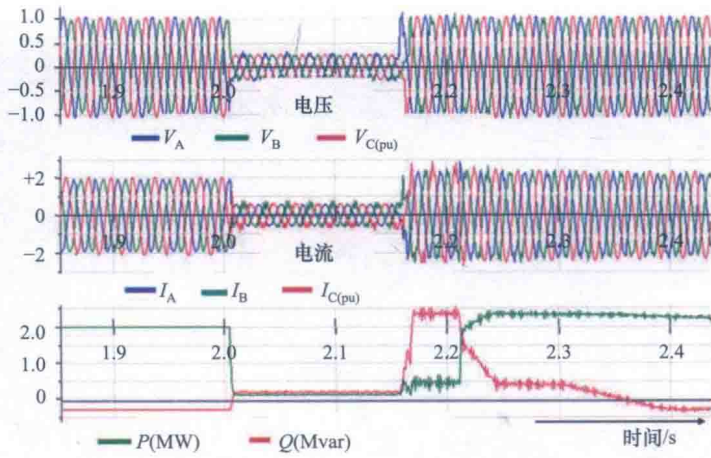 1.0
0.5
0
−0.5
−1.0
1.9 2.0 2.2 2.3 2.4
电压
V_A V_B V_C(pu)
+2
0
−2
1.9 2.0 2.2 2.3 2.4
电流
I_A I_B I_C(pu)
2.0
1.0
0
1.9 2.0 2.1 2.2 2.3 2.4
P(MW) Q(Mvar) 时间/s